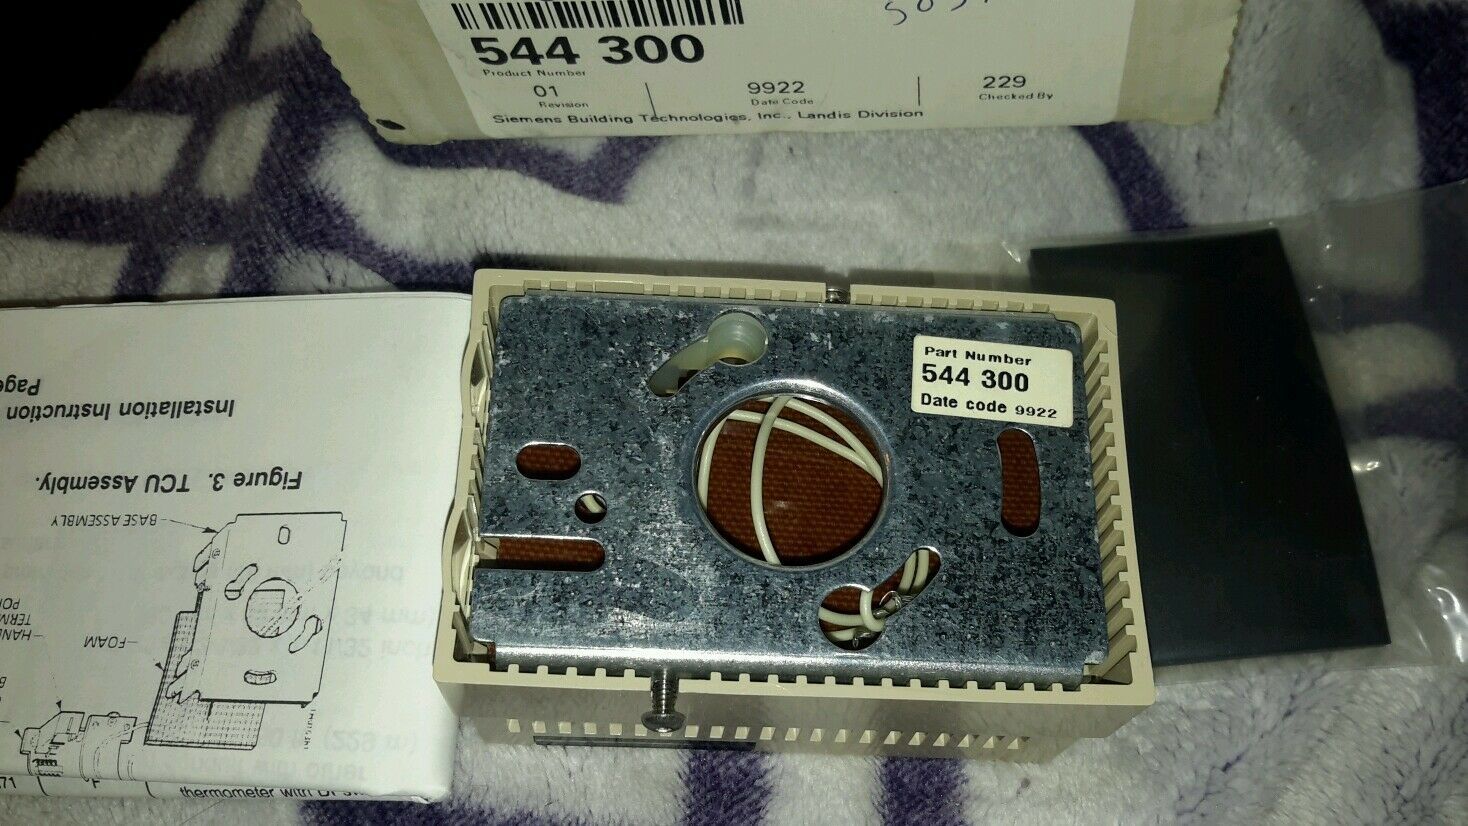 544 300
Product Number
01
Revision
9922
Date Code
229
Checked By
Siemens Building Technologies, Inc., Landis Division
Part Number
544 300
Date code 9922
Installation Instruction
Figure 3. TCU Assembly.
BASE ASSEMBLY
FOAM
thermometer with